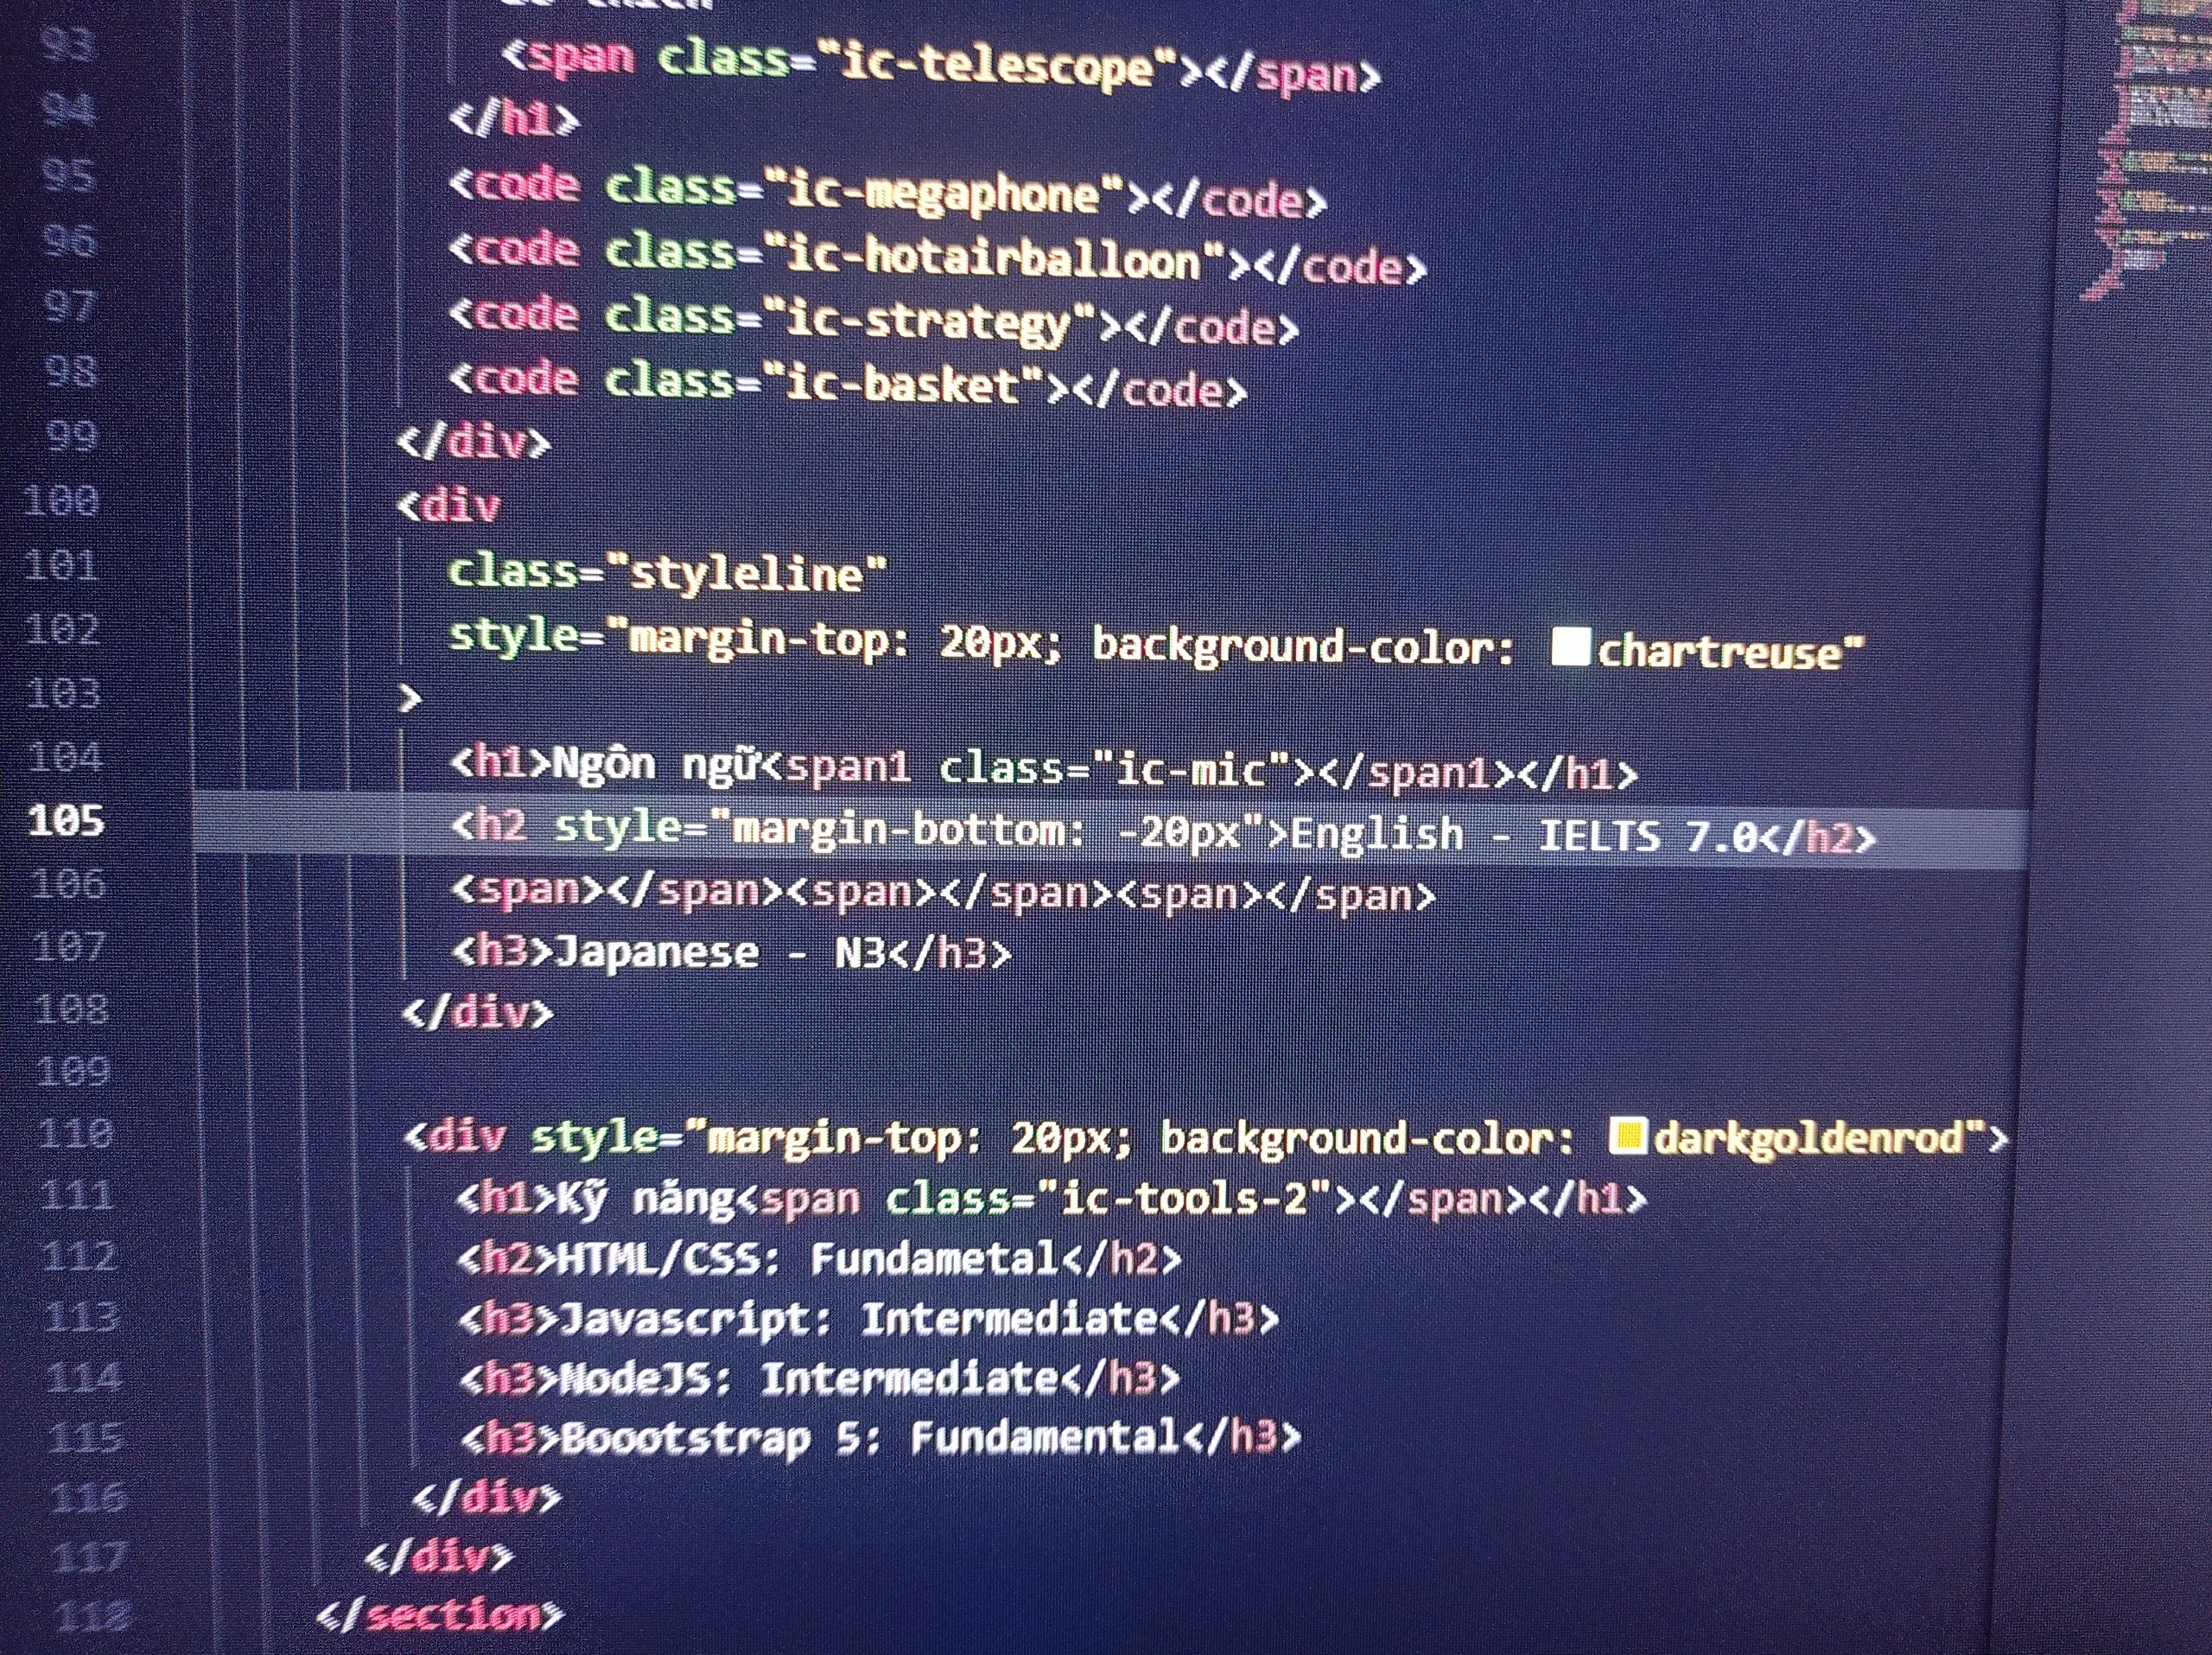 93 <span class="ic-telescope"></span>
94 </h1>
95 <code class="ic-megaphone"></code>
96 <code class="ic-hotairballoon"></code>
97 <code class="ic-strategy"></code>
98 <code class="ic-basket"></code>
99 </div>
100 <div
101 class="styleline"
102 style="margin-top: 20px; background-color: chartreuse"
103 >
104 <h1>Ngôn ngữ<span1 class="ic-mic"></span1></h1>
105 <h2 style="margin-bottom: -20px">English - IELTS 7.0</h2>
106 <span></span><span></span><span></span>
107 <h3>Japanese - N3</h3>
108 </div>
109
110 <div style="margin-top: 20px; background-color: darkgoldenrod">
111 <h1>Kỹ năng<span class="ic-tools-2"></span></h1>
112 <h2>HTML/CSS: Fundametal</h2>
113 <h3>Javascript: Intermediate</h3>
114 <h3>NodeJS: Intermediate</h3>
115 <h3>Boootstrap 5: Fundamental</h3>
116 </div>
117 </div>
118 </section>